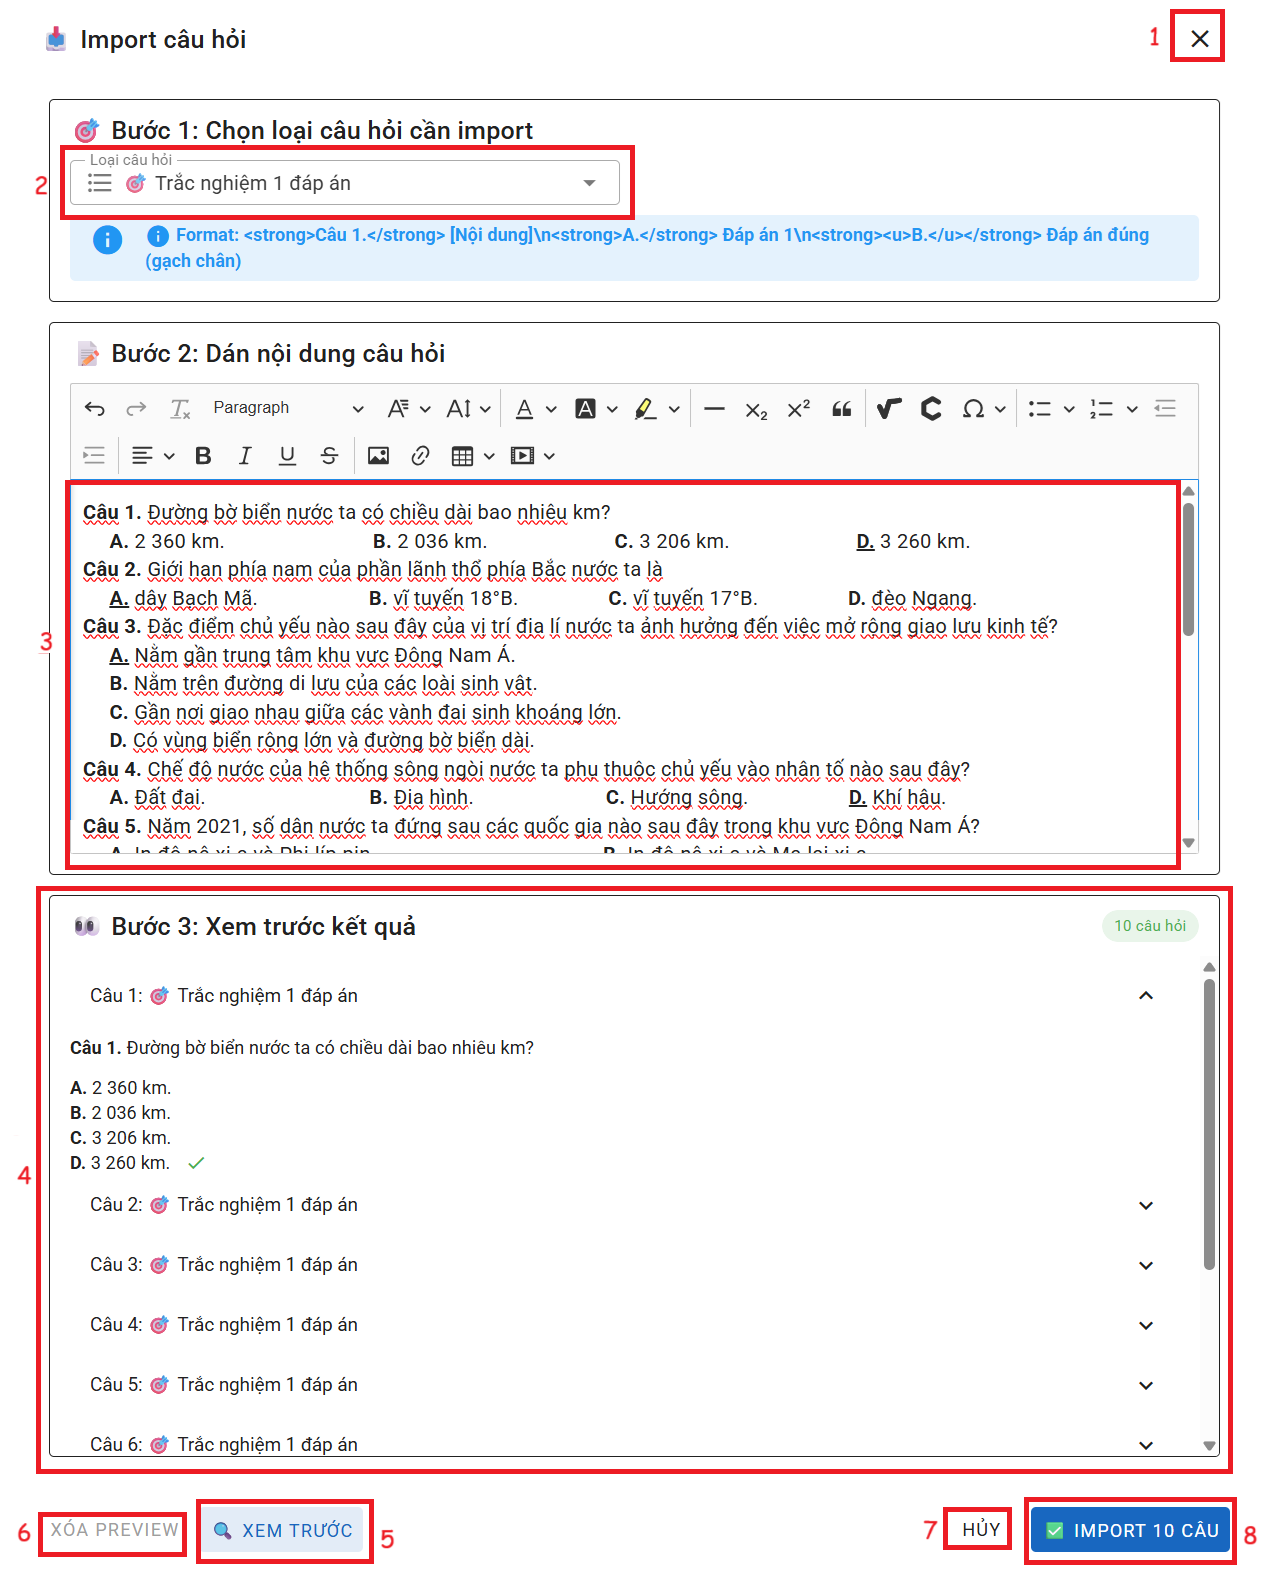 Import câu hỏi
1
Bước 1: Chọn loại câu hỏi cần import
Loại câu hỏi
2
Trắc nghiệm 1 đáp án
Format: <strong>Câu 1.</strong> [Nội dung]\n<strong>A.</strong> Đáp án 1\n<strong><u>B.</u></strong> Đáp án đúng
(gạch chân)
Bước 2: Dán nội dung câu hỏi
Paragraph
3
Câu 1. Đường bờ biển nước ta có chiều dài bao nhiêu km?
A. 2 360 km. B. 2 036 km. C. 3 206 km. D. 3 260 km.
Câu 2. Giới hạn phía nam của phần lãnh thổ phía Bắc nước ta là
A. dãy Bạch Mã. B. vĩ tuyến 18°B. C. vĩ tuyến 17°B. D. đèo Ngang.
Câu 3. Đặc điểm chủ yếu nào sau đây của vị trí địa lí nước ta ảnh hưởng đến việc mở rộng giao lưu kinh tế?
A. Nằm gần trung tâm khu vực Đông Nam Á.
B. Nằm trên đường di lưu của các loài sinh vật.
C. Gần nơi giao nhau giữa các vành đai sinh khoáng lớn.
D. Có vùng biển rộng lớn và đường bờ biển dài.
Câu 4. Chế độ nước của hệ thống sông ngòi nước ta phụ thuộc chủ yếu vào nhân tố nào sau đây?
A. Đất đai. B. Địa hình. C. Hướng sông. D. Khí hậu.
Câu 5. Năm 2021, số dân nước ta đứng sau các quốc gia nào sau đây trong khu vực Đông Nam Á?
A. In-đô-nê-xi-a và Phi-líp-pin. B. In-đô-nê-xi-a và Ma-lai-xi-a.
4
Bước 3: Xem trước kết quả
10 câu hỏi
Câu 1: Trắc nghiệm 1 đáp án
Câu 1. Đường bờ biển nước ta có chiều dài bao nhiêu km?
A. 2 360 km.
B. 2 036 km.
C. 3 206 km.
D. 3 260 km.
Câu 2: Trắc nghiệm 1 đáp án
Câu 3: Trắc nghiệm 1 đáp án
Câu 4: Trắc nghiệm 1 đáp án
Câu 5: Trắc nghiệm 1 đáp án
Câu 6: Trắc nghiệm 1 đáp án
6 XÓA PREVIEW
XEM TRƯỚC 5
7 HỦY
IMPORT 10 CÂU 8